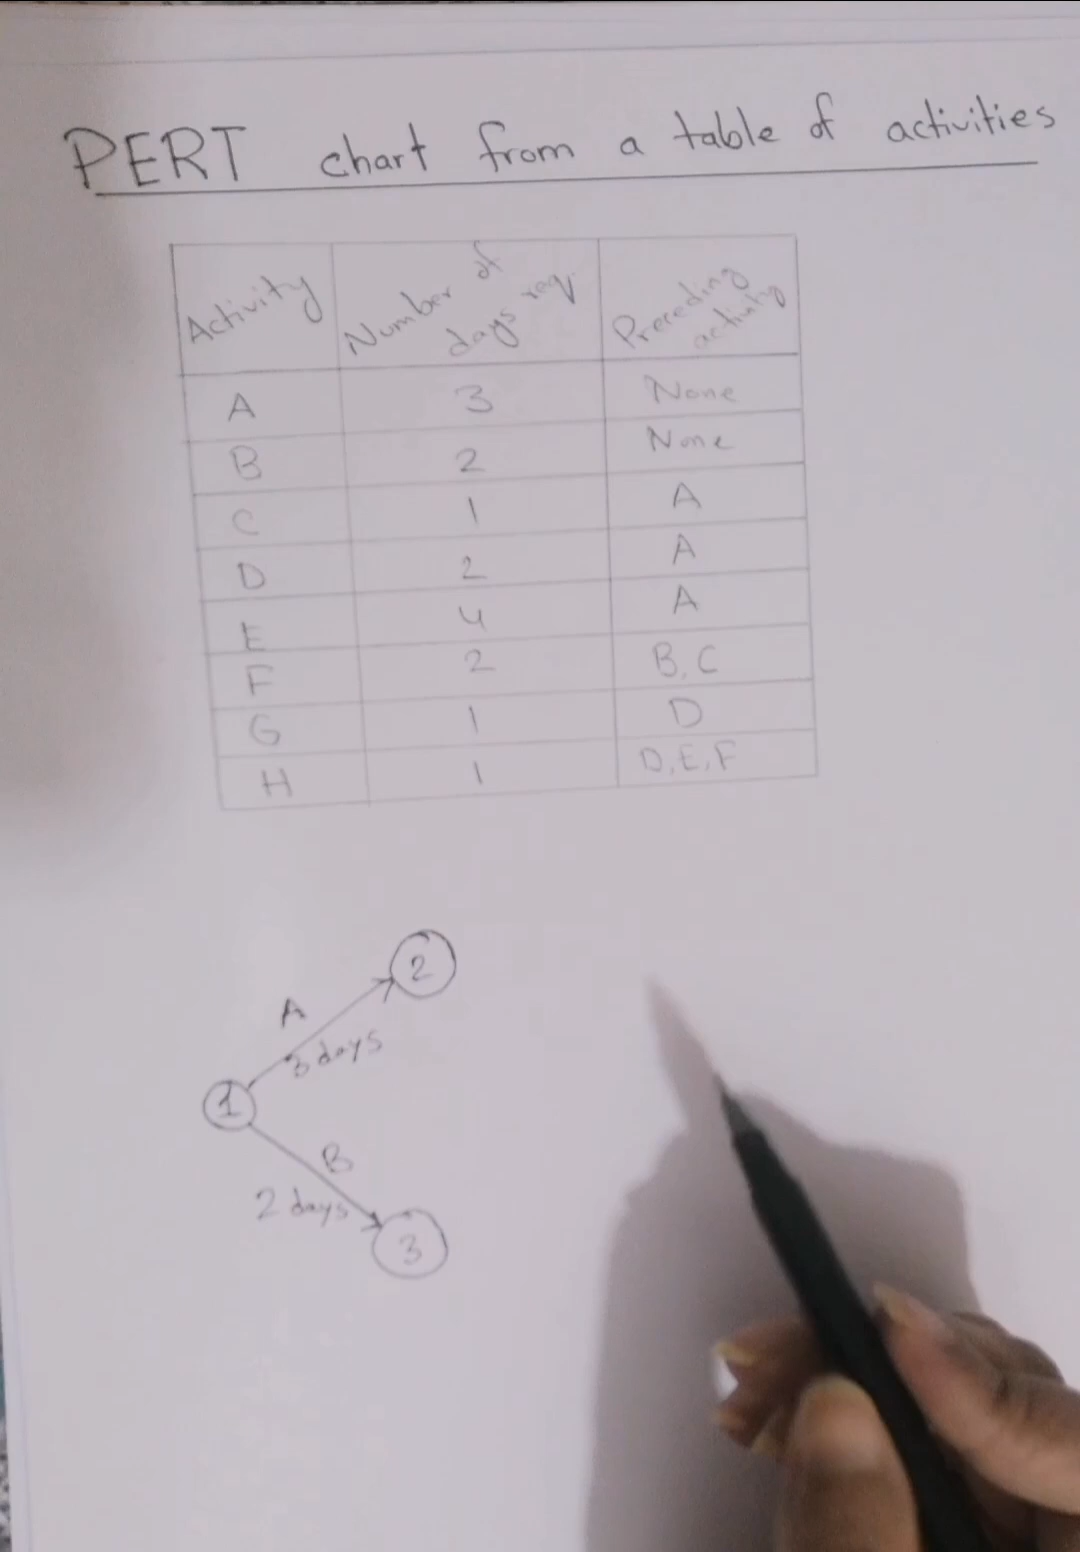 PERT chart from a table of activities
Activity Number of days req. Preceding activity
A 3 None
B 2 None
C 1 A
D 2 A
E 4 A
F 2 B, C
G 1 D
H 1 D, E, F
2
A
3 days
1
B
2 days
3